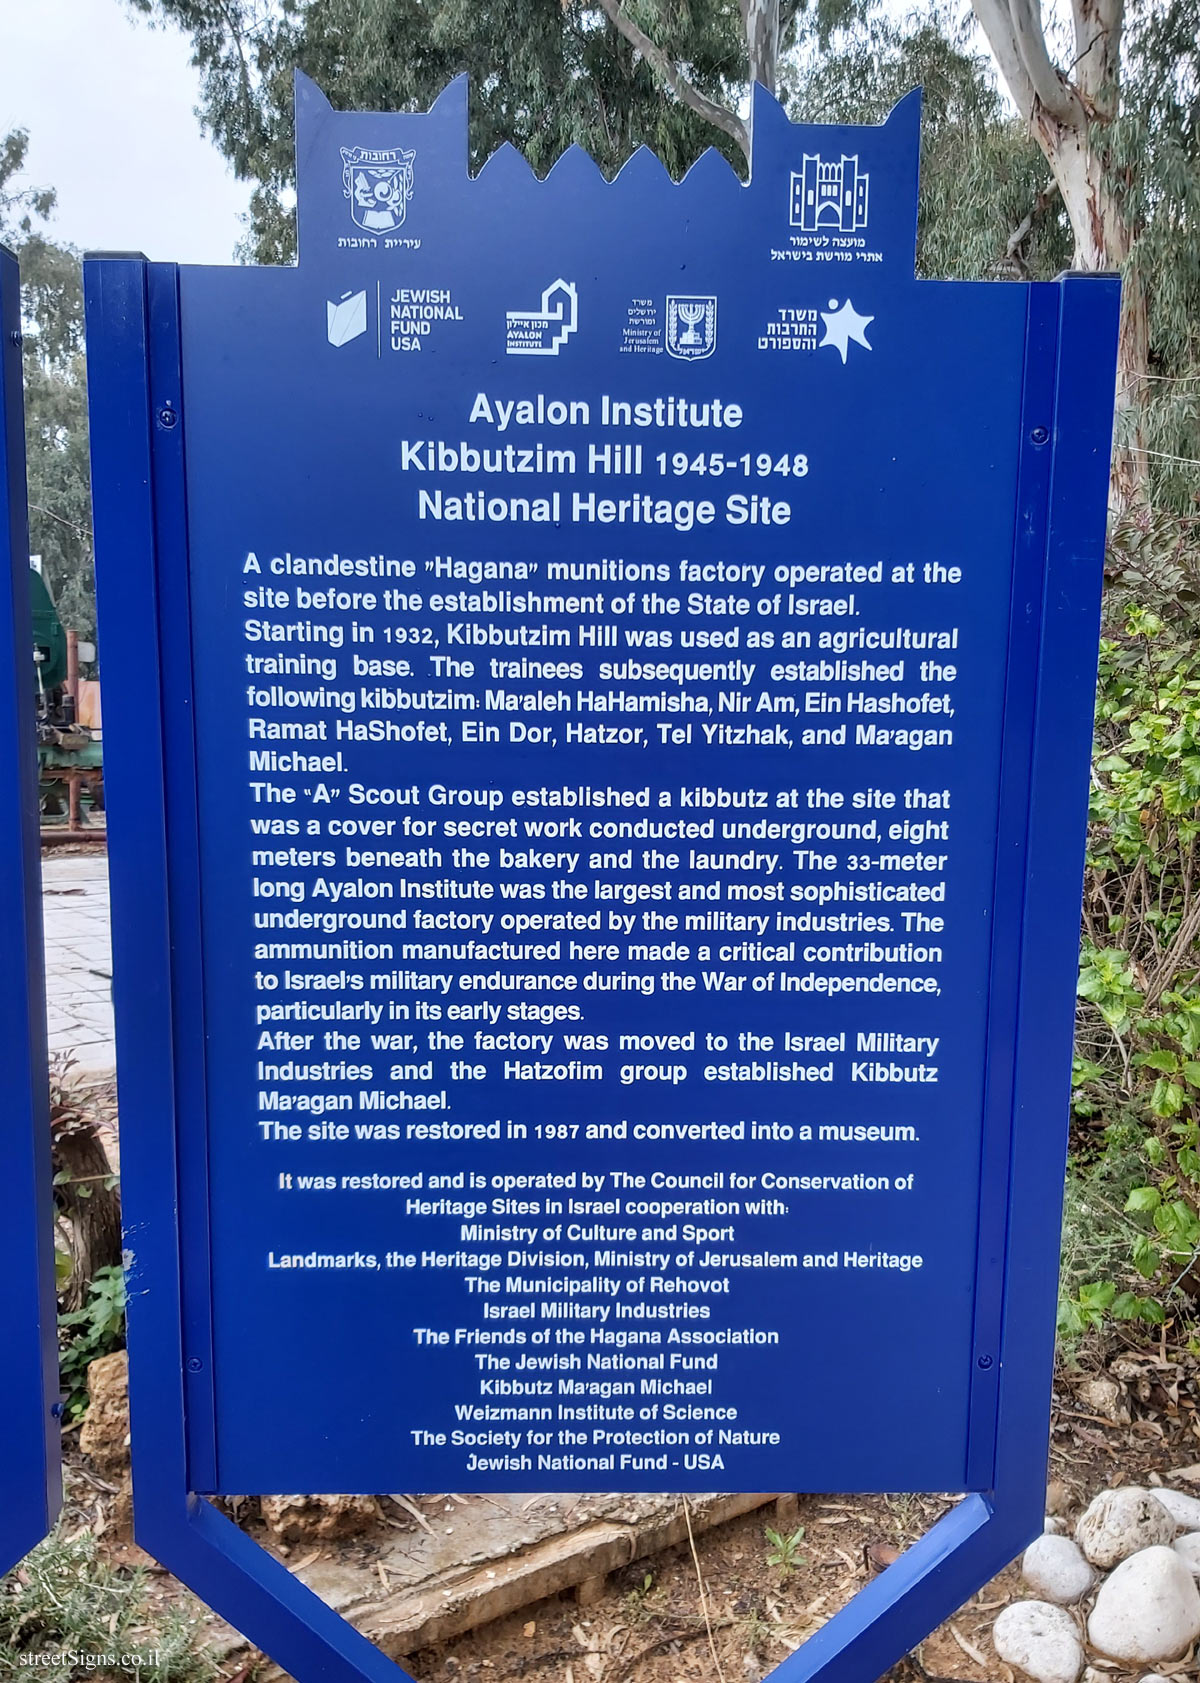 רחובות
עיריית רחובות
מועצה לשימור
אתרי מורשת בישראל
JEWISH
NATIONAL
FUND
USA
מכון איילון
AYALON
INSTITUTE
משרד
ירושלים
ומורשת
Ministry of
Jerusalem
and Heritage
ישראל
משרד
התרבות
והספורט
Ayalon Institute
Kibbutzim Hill 1945-1948
National Heritage Site
A clandestine "Hagana" munitions factory operated at the
site before the establishment of the State of Israel.
Starting in 1932, Kibbutzim Hill was used as an agricultural
training base. The trainees subsequently established the
following kibbutzim: Ma'aleh HaHamisha, Nir Am, Ein Hashofet,
Ramat HaShofet, Ein Dor, Hatzor, Tel Yitzhak, and Ma'agan
Michael.
The "A" Scout Group established a kibbutz at the site that
was a cover for secret work conducted underground, eight
meters beneath the bakery and the laundry. The 33-meter
long Ayalon Institute was the largest and most sophisticated
underground factory operated by the military industries. The
ammunition manufactured here made a critical contribution
to Israel's military endurance during the War of Independence,
particularly in its early stages.
After the war, the factory was moved to the Israel Military
Industries and the Hatzofim group established Kibbutz
Ma'agan Michael.
The site was restored in 1987 and converted into a museum.
It was restored and is operated by The Council for Conservation of
Heritage Sites in Israel cooperation with:
Ministry of Culture and Sport
Landmarks, the Heritage Division, Ministry of Jerusalem and Heritage
The Municipality of Rehovot
Israel Military Industries
The Friends of the Hagana Association
The Jewish National Fund
Kibbutz Ma'agan Michael
Weizmann Institute of Science
The Society for the Protection of Nature
Jewish National Fund - USA
streetSigns.co.il